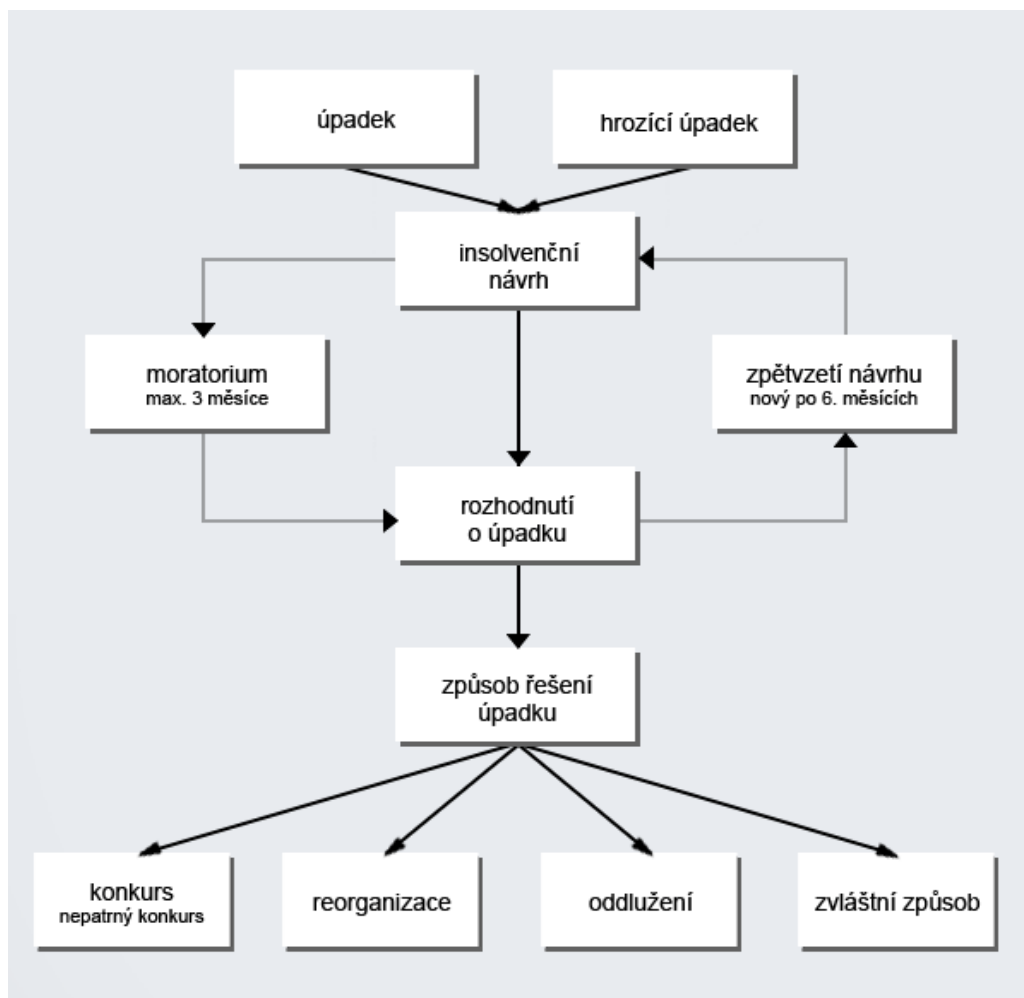 úpadek
hrozící úpadek
insolvenční
návrh
moratorium
max. 3 měsíce
zpětvzetí návrhu
nový po 6. měsících
rozhodnutí
o úpadku
způsob řešení
úpadku
konkurs
nepatrný konkurs
reorganizace
oddlužení
zvláštní způsob